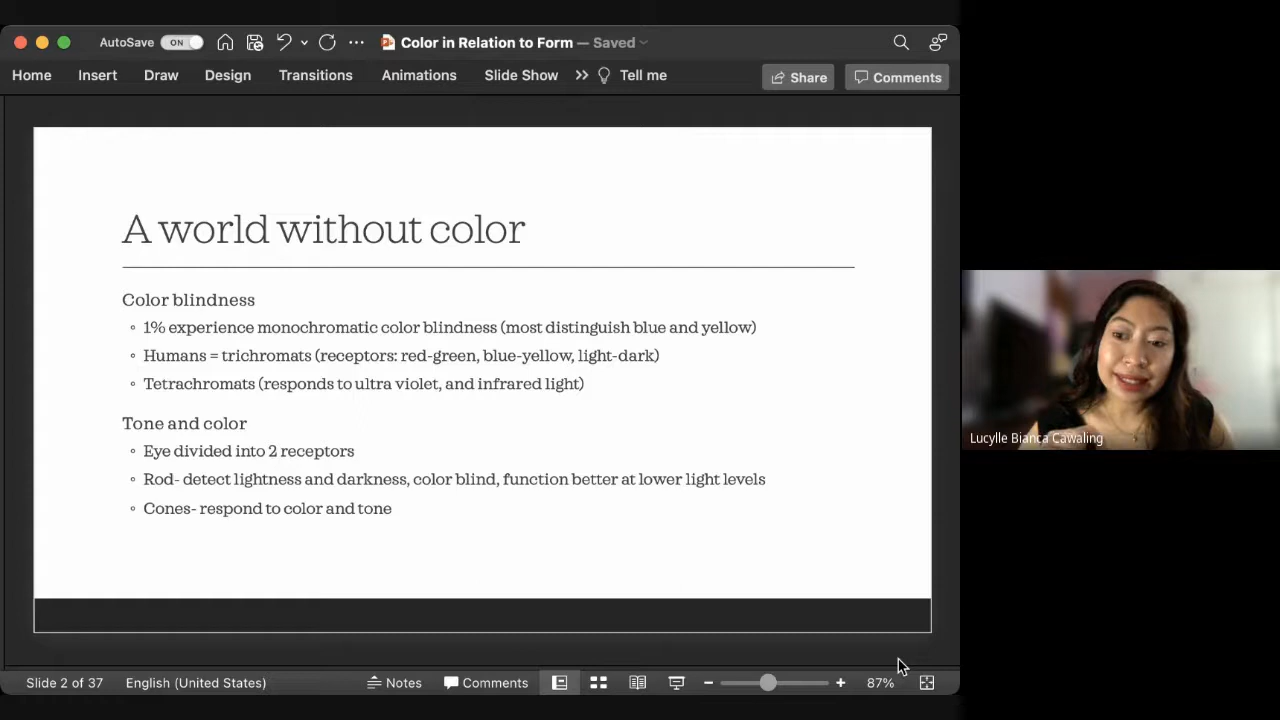 AutoSave ON Color in Relation to Form — Saved
Home Insert Draw Design Transitions Animations Slide Show Tell me Share Comments
A world without color
Color blindness
◦ 1% experience monochromatic color blindness (most distinguish blue and yellow)
◦ Humans = trichromats (receptors: red-green, blue-yellow, light-dark)
◦ Tetrachromats (responds to ultra violet, and infrared light)
Tone and color
◦ Eye divided into 2 receptors
◦ Rod- detect lightness and darkness, color blind, function better at lower light levels
◦ Cones- respond to color and tone
Lucylle Bianca Cawaling
Slide 2 of 37 English (United States) Notes Comments 87%